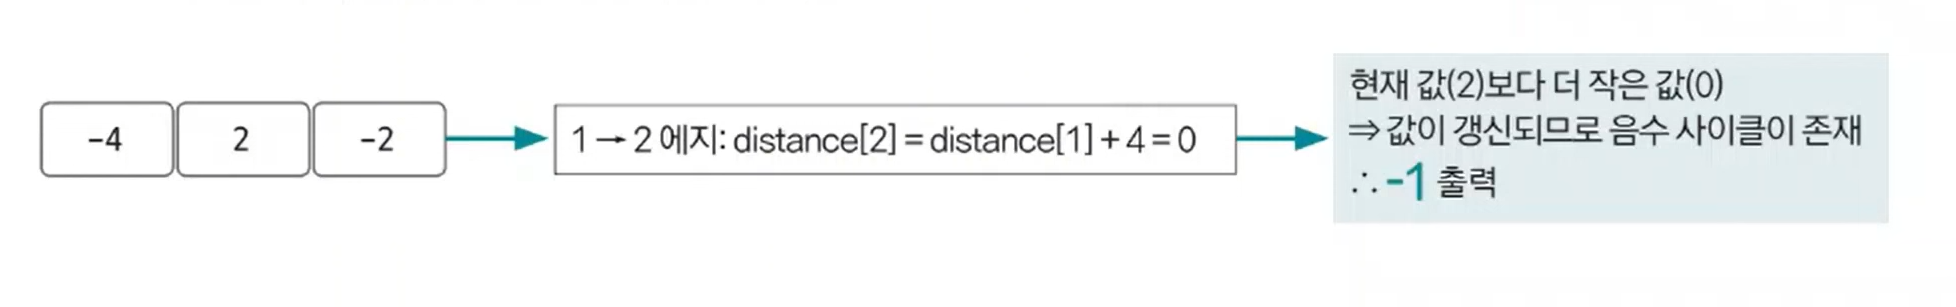 -4
2
-2
1 → 2 에지: distance[2] = distance[1] + 4 = 0
현재 값(2)보다 더 작은 값(0)
⇒ 값이 갱신되므로 음수 사이클이 존재
∴ -1 출력